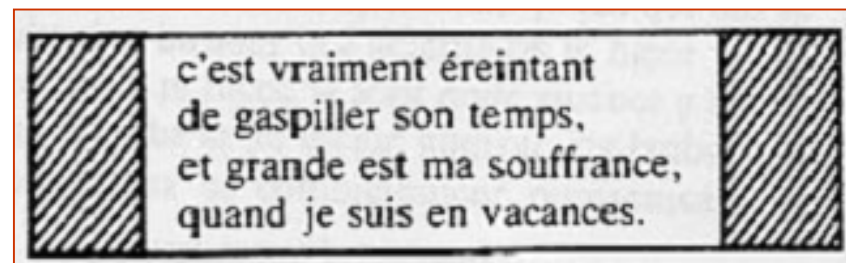 c'est vraiment éreintant
de gaspiller son temps,
et grande est ma souffrance,
quand je suis en vacances.